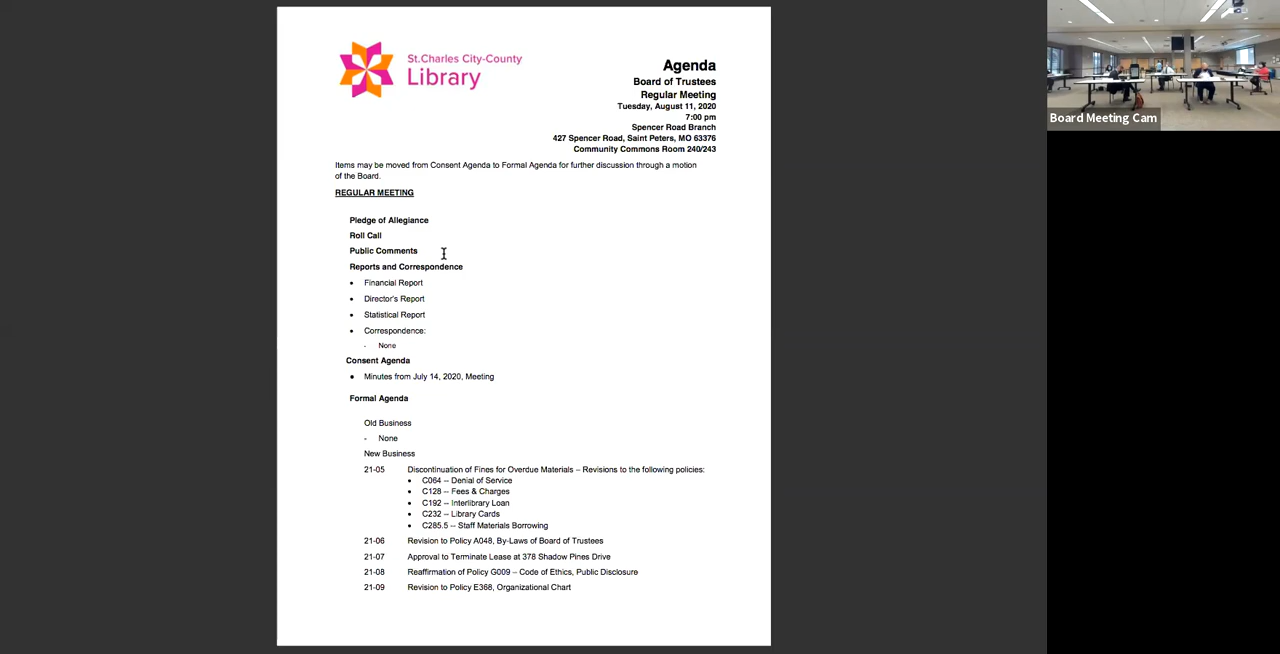 St.Charles City-County
Library
Agenda
Board of Trustees
Regular Meeting
Tuesday, August 11, 2020
7:00 pm
Spencer Road Branch
427 Spencer Road, Saint Peters, MO 63376
Community Commons Room 240/243
Items may be moved from Consent Agenda to Formal Agenda for further discussion through a motion
of the Board.
REGULAR MEETING
Pledge of Allegiance
Roll Call
Public Comments
Reports and Correspondence
• Financial Report
• Director's Report
• Statistical Report
• Correspondence:
- None
Consent Agenda
• Minutes from July 14, 2020, Meeting
Formal Agenda
Old Business
- None
New Business
21-05 Discontinuation of Fines for Overdue Materials – Revisions to the following policies:
• C064 -- Denial of Service
• C128 -- Fees & Charges
• C192 -- Interlibrary Loan
• C232 -- Library Cards
• C285.5 -- Staff Materials Borrowing
21-06 Revision to Policy A048, By-Laws of Board of Trustees
21-07 Approval to Terminate Lease at 378 Shadow Pines Drive
21-08 Reaffirmation of Policy G009 – Code of Ethics, Public Disclosure
21-09 Revision to Policy E368, Organizational Chart
Board Meeting Cam